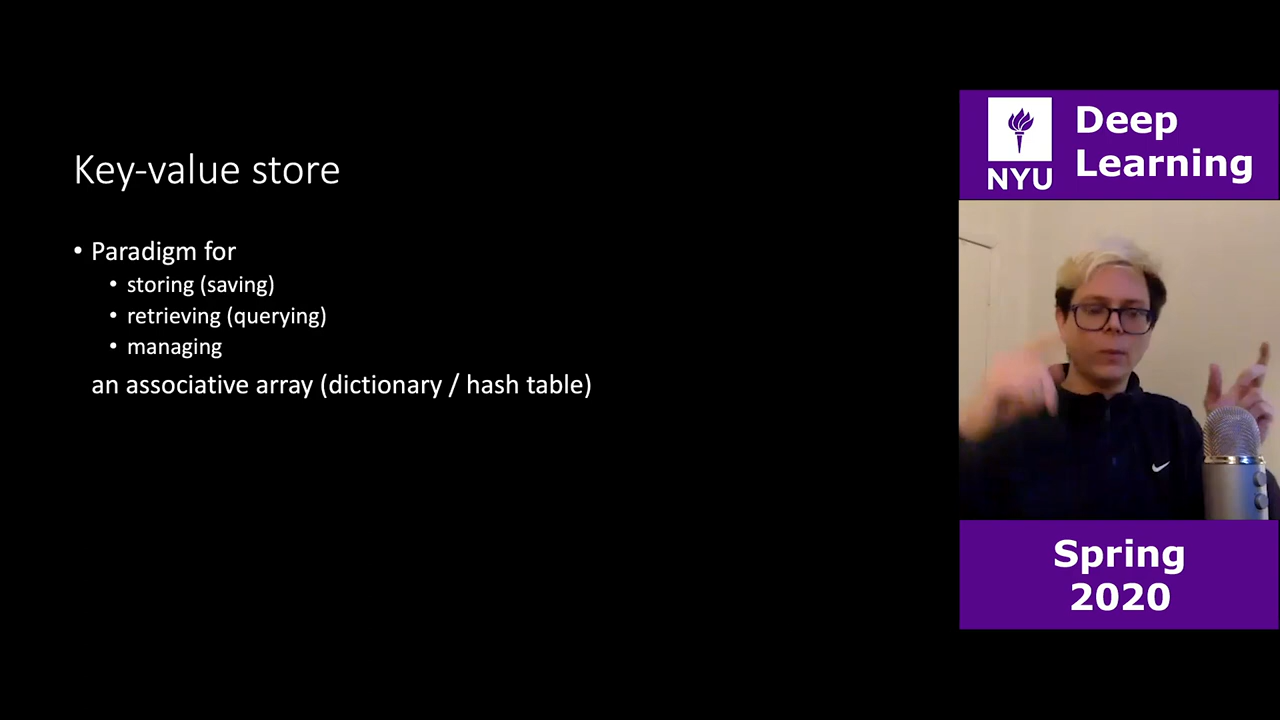 Key-value store
• Paradigm for
• storing (saving)
• retrieving (querying)
• managing
an associative array (dictionary / hash table)
NYU
Deep
Learning
Spring
2020